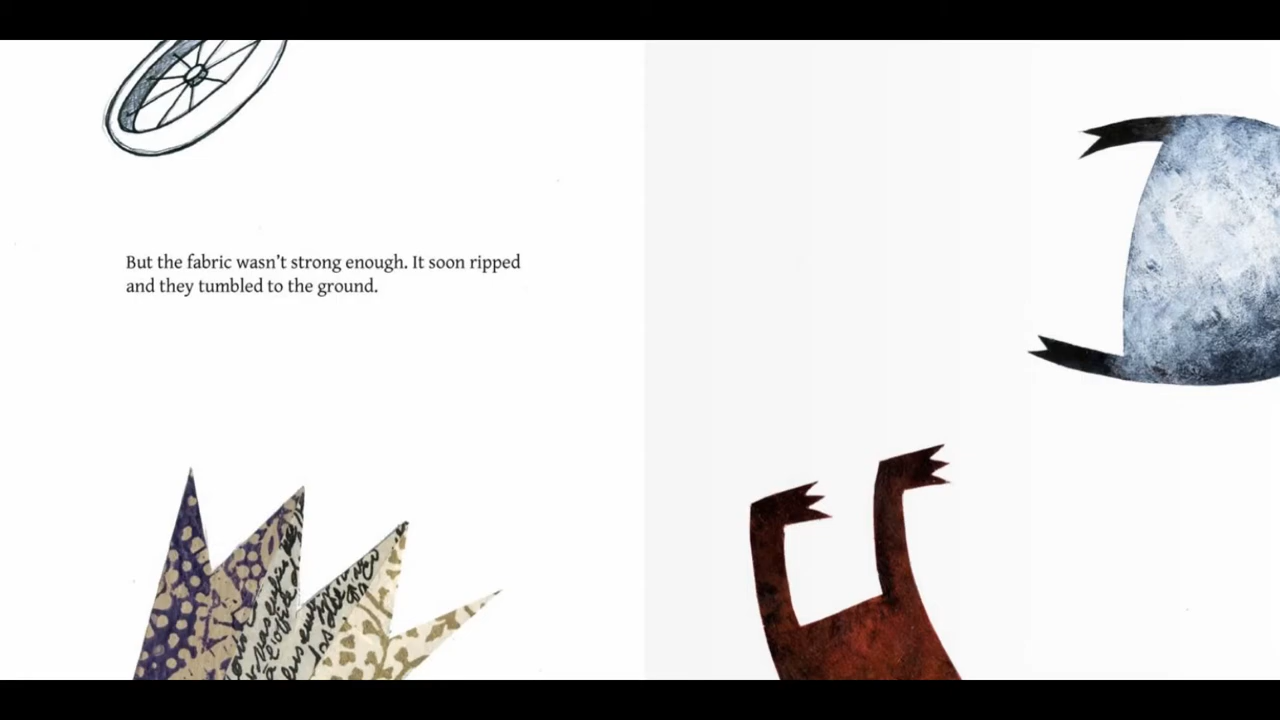 But the fabric wasn't strong enough. It soon ripped
and they tumbled to the ground.